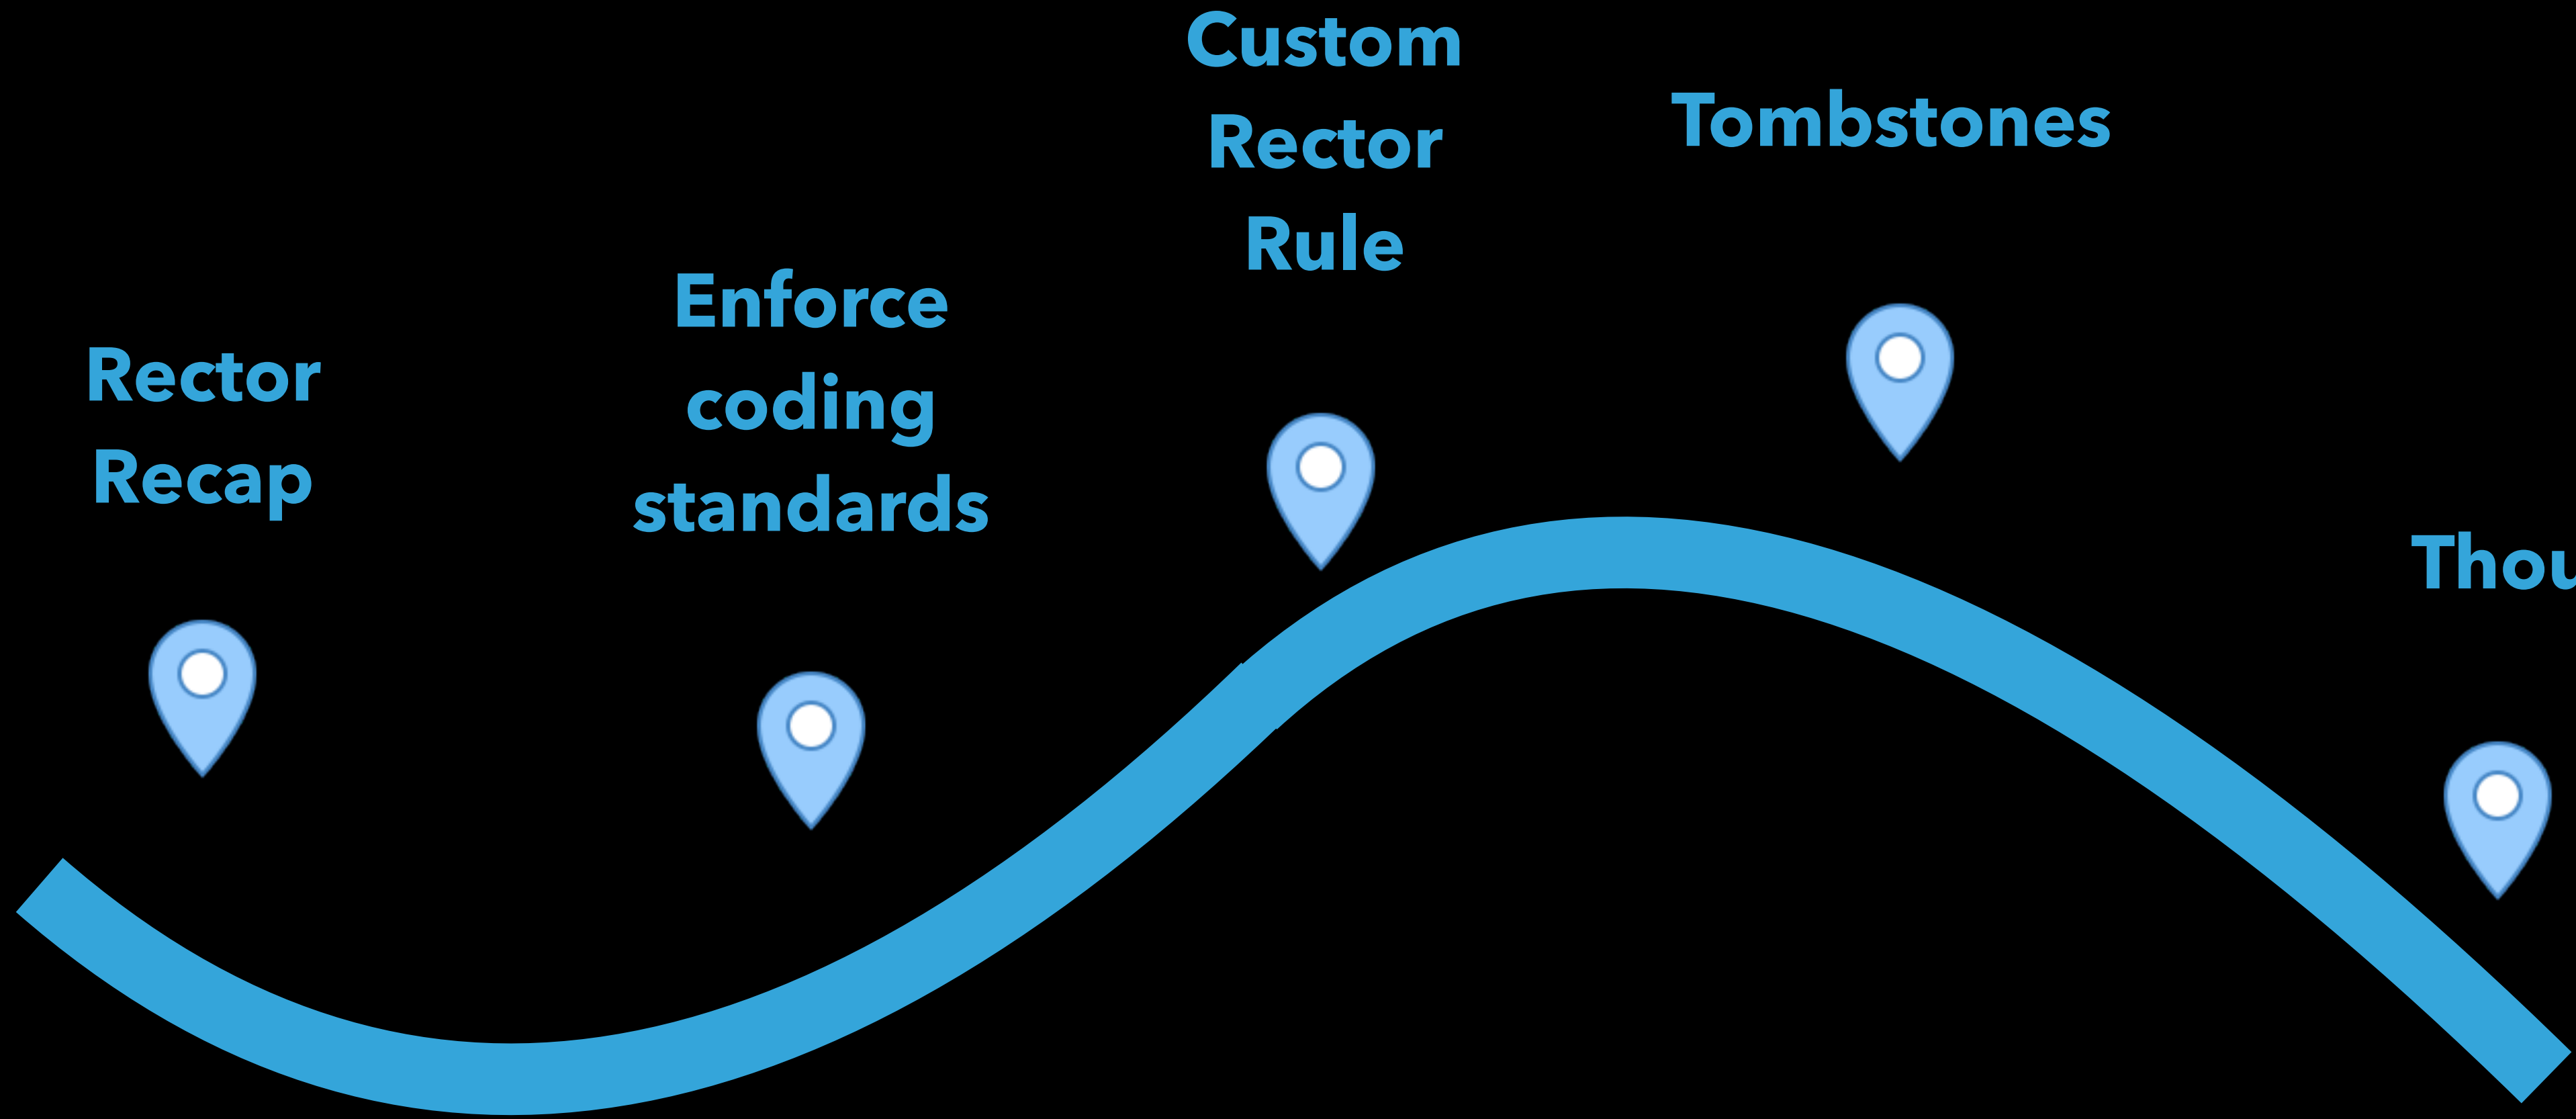 Rector
Recap
Enforce
coding
standards
Custom
Rector
Rule
Tombstones